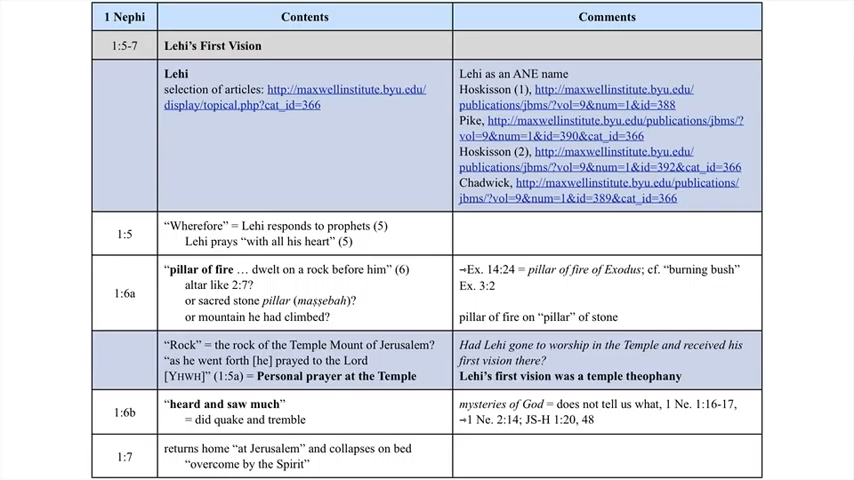 1 Nephi
Contents
Comments
1:5-7
Lehi's First Vision
Lehi
selection of articles: http://maxwellinstitute.byu.edu/
display/topical.php?cat_id=366
Lehi as an ANE name
Hoskisson (1), http://maxwellinstitute.byu.edu/
publications/jbms/?vol=9&num=1&id=388
Pike, http://maxwellinstitute.byu.edu/publications/jbms/?
vol=9&num=1&id=390&cat_id=366
Hoskisson (2), http://maxwellinstitute.byu.edu/
publications/jbms/?vol=9&num=1&id=392&cat_id=366
Chadwick, http://maxwellinstitute.byu.edu/publications/
jbms/?vol=9&num=1&id=389&cat_id=366
1:5
“Wherefore” = Lehi responds to prophets (5)
Lehi prays “with all his heart” (5)
1:6a
“pillar of fire … dwelt on a rock before him” (6)
altar like 2:7?
or sacred stone pillar (maṣṣebah)?
or mountain he had climbed?
→Ex. 14:24 = pillar of fire of Exodus; cf. “burning bush”
Ex. 3:2
pillar of fire on “pillar” of stone
“Rock” = the rock of the Temple Mount of Jerusalem?
“as he went forth [he] prayed to the Lord
[YHWH]” (1:5a) = Personal prayer at the Temple
Had Lehi gone to worship in the Temple and received his
first vision there?
Lehi's first vision was a temple theophany
1:6b
“heard and saw much”
= did quake and tremble
mysteries of God = does not tell us what, 1 Ne. 1:16-17,
→1 Ne. 2:14; JS-H 1:20, 48
1:7
returns home “at Jerusalem” and collapses on bed
“overcome by the Spirit”